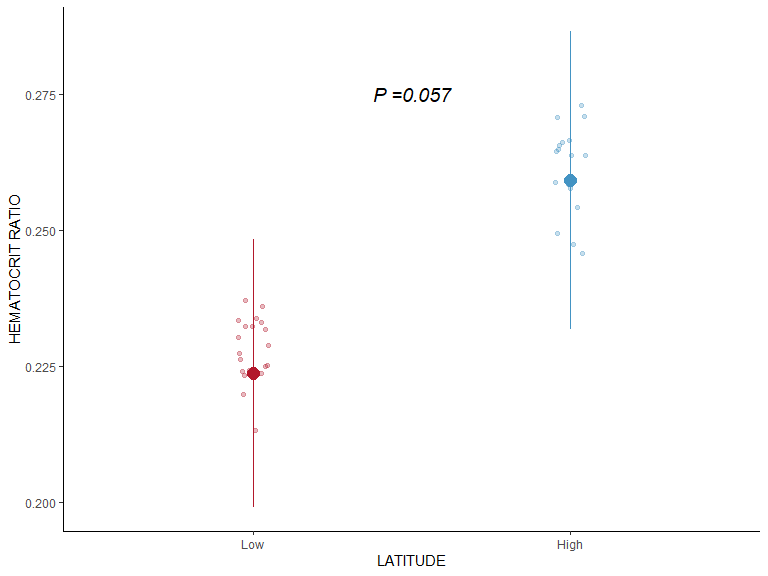 P =0.057
0.275
0.250
0.225
0.200
HEMATOCRIT RATIO
Low
High
LATITUDE